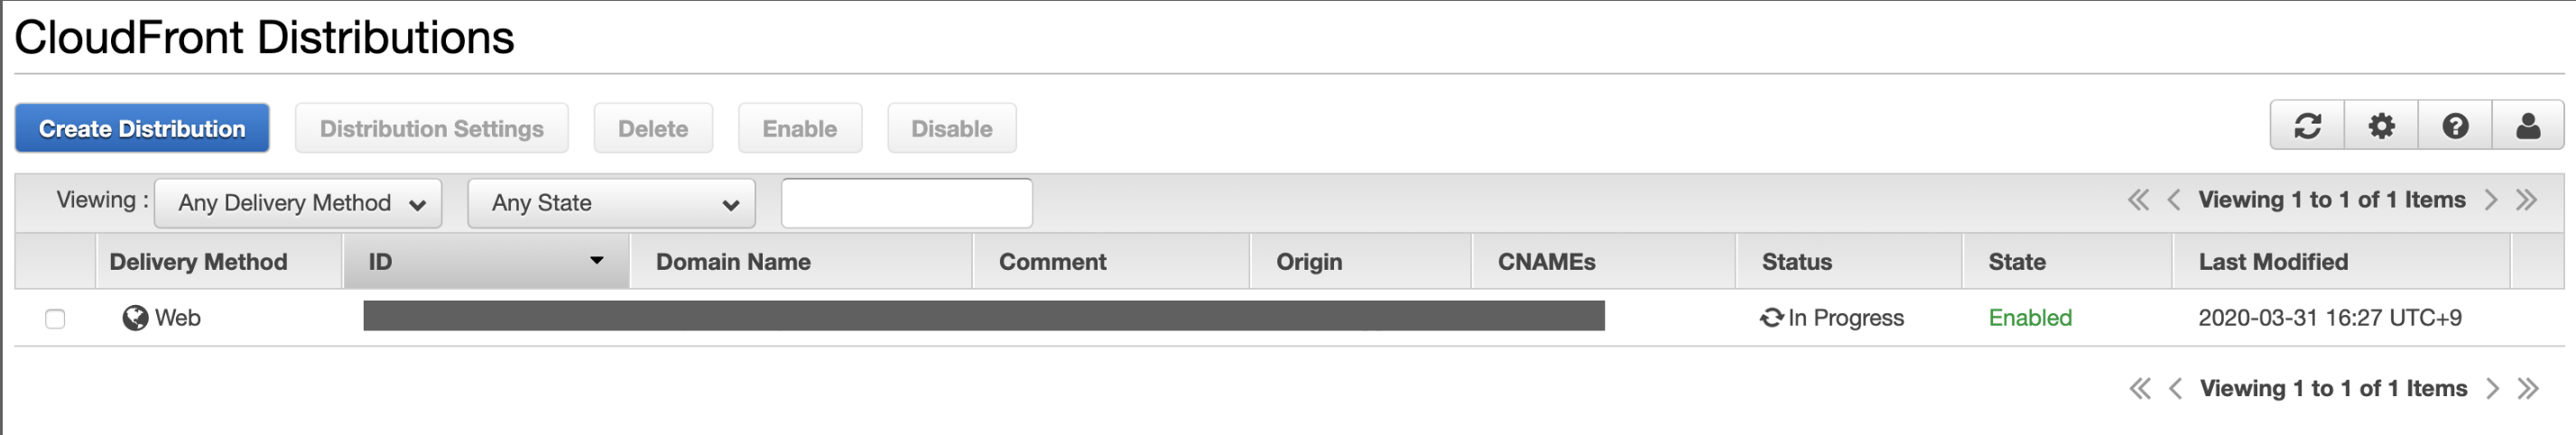 CloudFront Distributions
Create Distribution Distribution Settings Delete Enable Disable
Viewing : Any Delivery Method Any State Viewing 1 to 1 of 1 Items
Delivery Method ID Domain Name Comment Origin CNAMEs Status State Last Modified
Web In Progress Enabled 2020-03-31 16:27 UTC+9
Viewing 1 to 1 of 1 Items